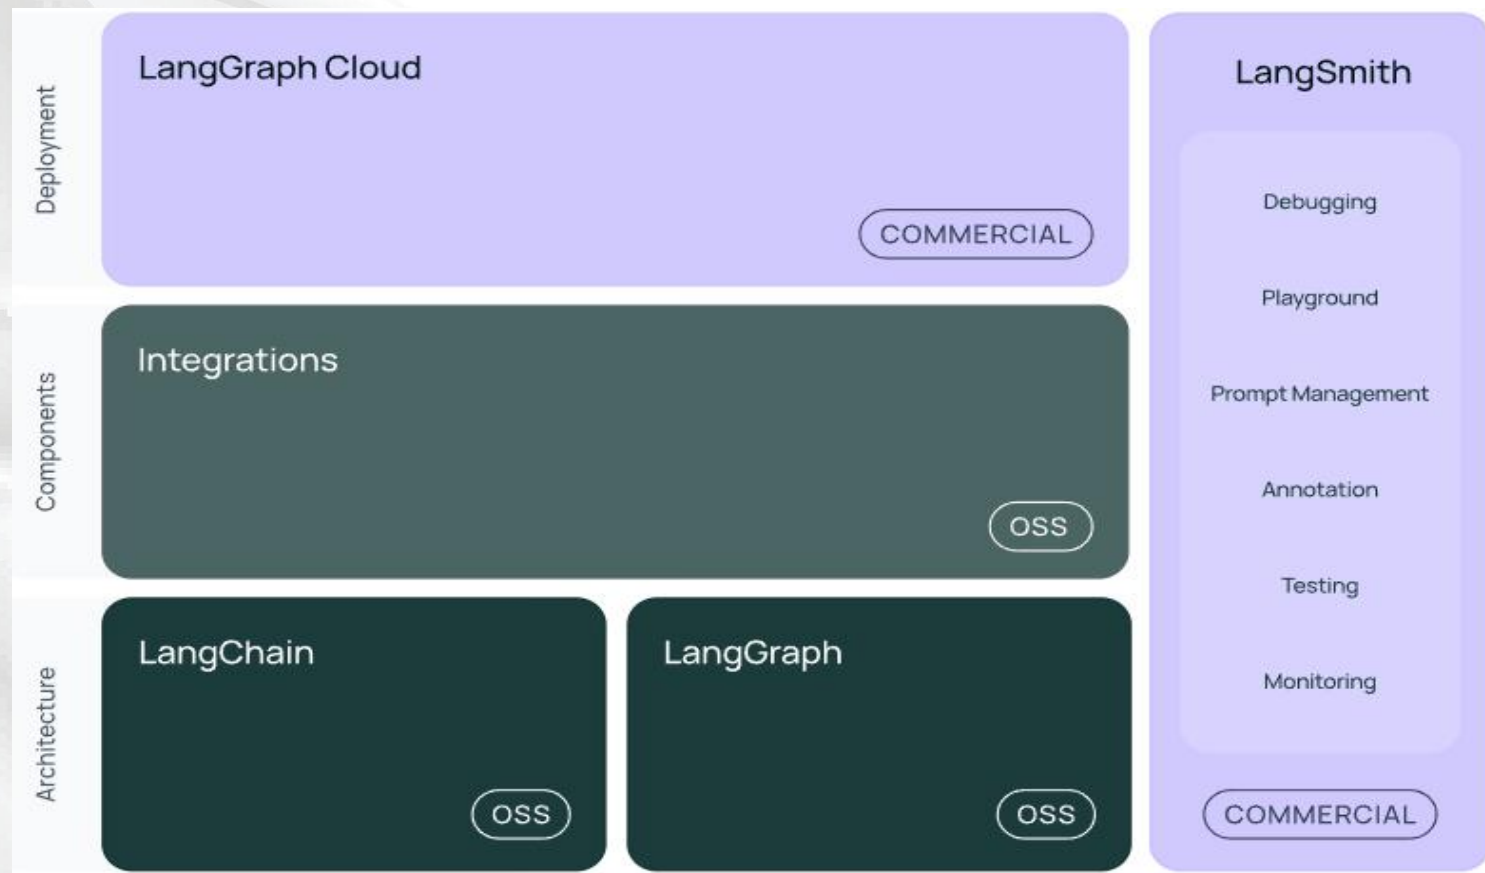 Deployment
LangGraph Cloud
COMMERCIAL
Components
Integrations
OSS
Architecture
LangChain
OSS
LangGraph
OSS
LangSmith
Debugging
Playground
Prompt Management
Annotation
Testing
Monitoring
COMMERCIAL